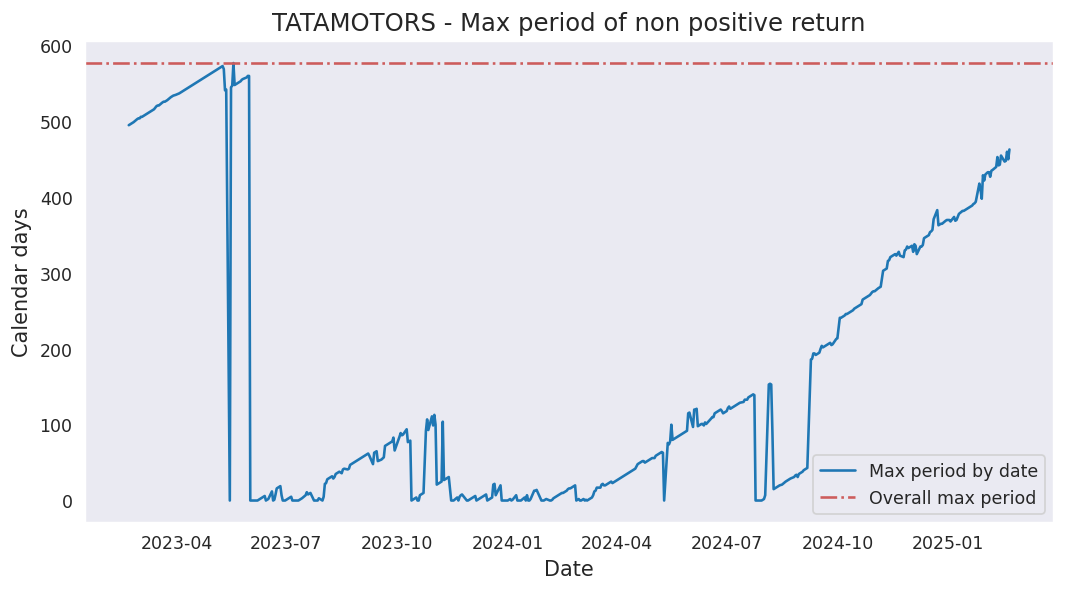 TATAMOTORS - Max period of non positive return
600
500
400
300
200
100
0
Calendar days
2023-04 2023-07 2023-10 2024-01 2024-04 2024-07 2024-10 2025-01
Date
Max period by date
Overall max period